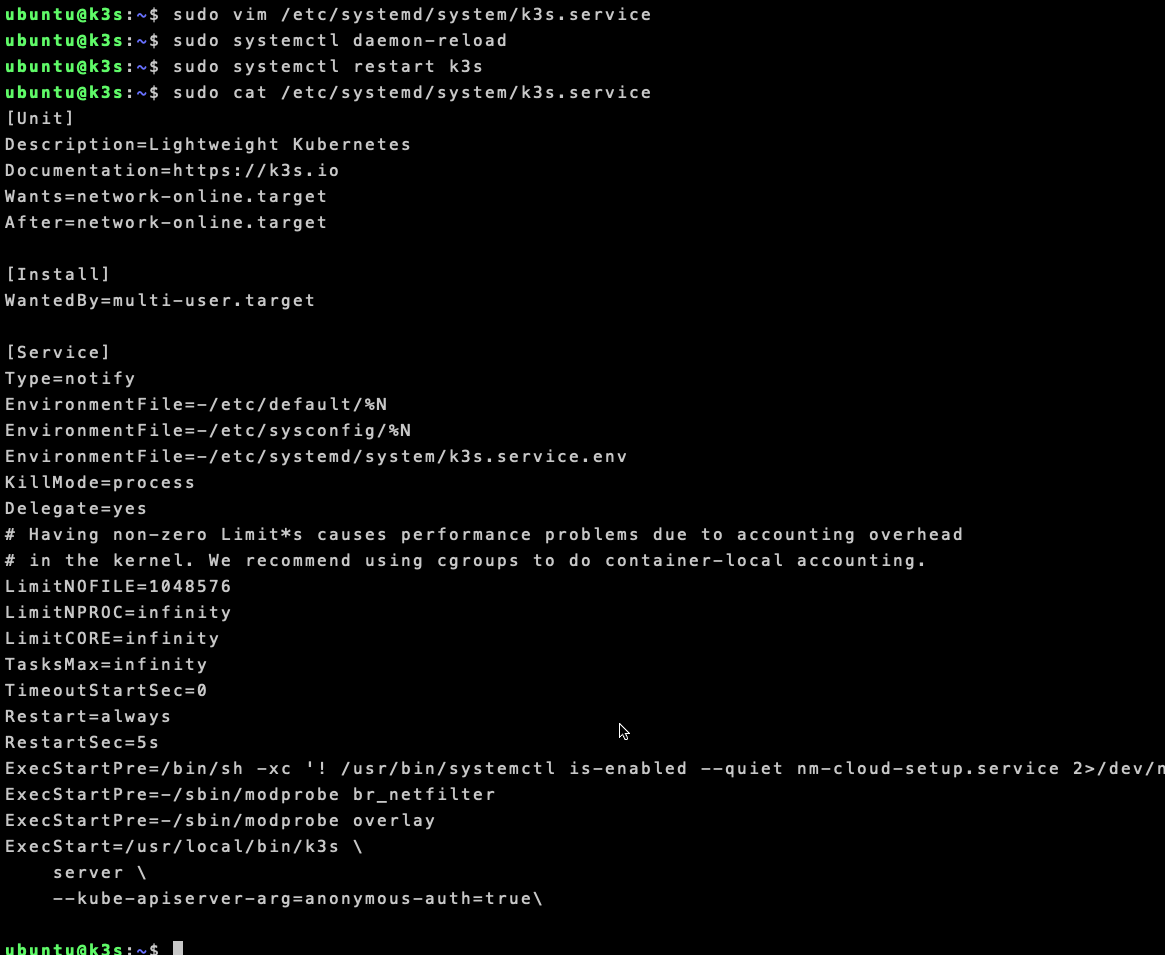 ubuntu@k3s:~$ sudo vim /etc/systemd/system/k3s.service
ubuntu@k3s:~$ sudo systemctl daemon-reload
ubuntu@k3s:~$ sudo systemctl restart k3s
ubuntu@k3s:~$ sudo cat /etc/systemd/system/k3s.service
[Unit]
Description=Lightweight Kubernetes
Documentation=https://k3s.io
Wants=network-online.target
After=network-online.target

[Install]
WantedBy=multi-user.target

[Service]
Type=notify
EnvironmentFile=-/etc/default/%N
EnvironmentFile=-/etc/sysconfig/%N
EnvironmentFile=-/etc/systemd/system/k3s.service.env
KillMode=process
Delegate=yes
# Having non-zero Limit*s causes performance problems due to accounting overhead
# in the kernel. We recommend using cgroups to do container-local accounting.
LimitNOFILE=1048576
LimitNPROC=infinity
LimitCORE=infinity
TasksMax=infinity
TimeoutStartSec=0
Restart=always
RestartSec=5s
ExecStartPre=/bin/sh -xc '! /usr/bin/systemctl is-enabled --quiet nm-cloud-setup.service 2>/dev/n
ExecStartPre=-/sbin/modprobe br_netfilter
ExecStartPre=-/sbin/modprobe overlay
ExecStart=/usr/local/bin/k3s \
    server \
    --kube-apiserver-arg=anonymous-auth=true\

ubuntu@k3s:~$